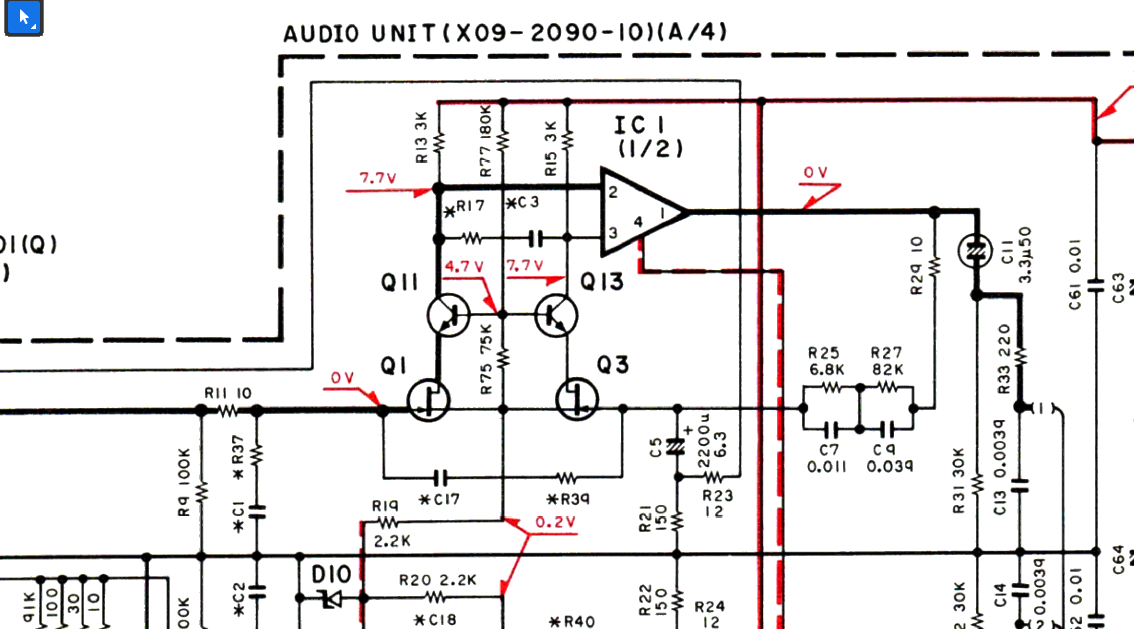 AUDIO UNIT(X09-2090-10)(A/4)
R13 3K
R77 180K
R15 3K
IC1
(1/2)
7.7V
2
*R17
*C3
4
1
3
0V
01(Q)
)
4.7V
7.7V
Q11
Q13
R29 10
C11
3.3µ50
C61 0.01
C63
R75 75K
Q1
Q3
R25
6.8K
R27
82K
R33 220
0V
R11 10
(1)
C5
+
2200u
6.3
C7
0.011
C9
0.039
R9 100K
*R37
*C1
*C17
*R39
R23
12
R31 30K
C13 0.0039
R19
2.2K
0.2V
R21
150
D10
R20 2.2K
*C18
*R40
R22
150
R24
12
*C2
C14
0.0039
C64
91K
100
30
10
00K
2 30K
(2)
52 0.01